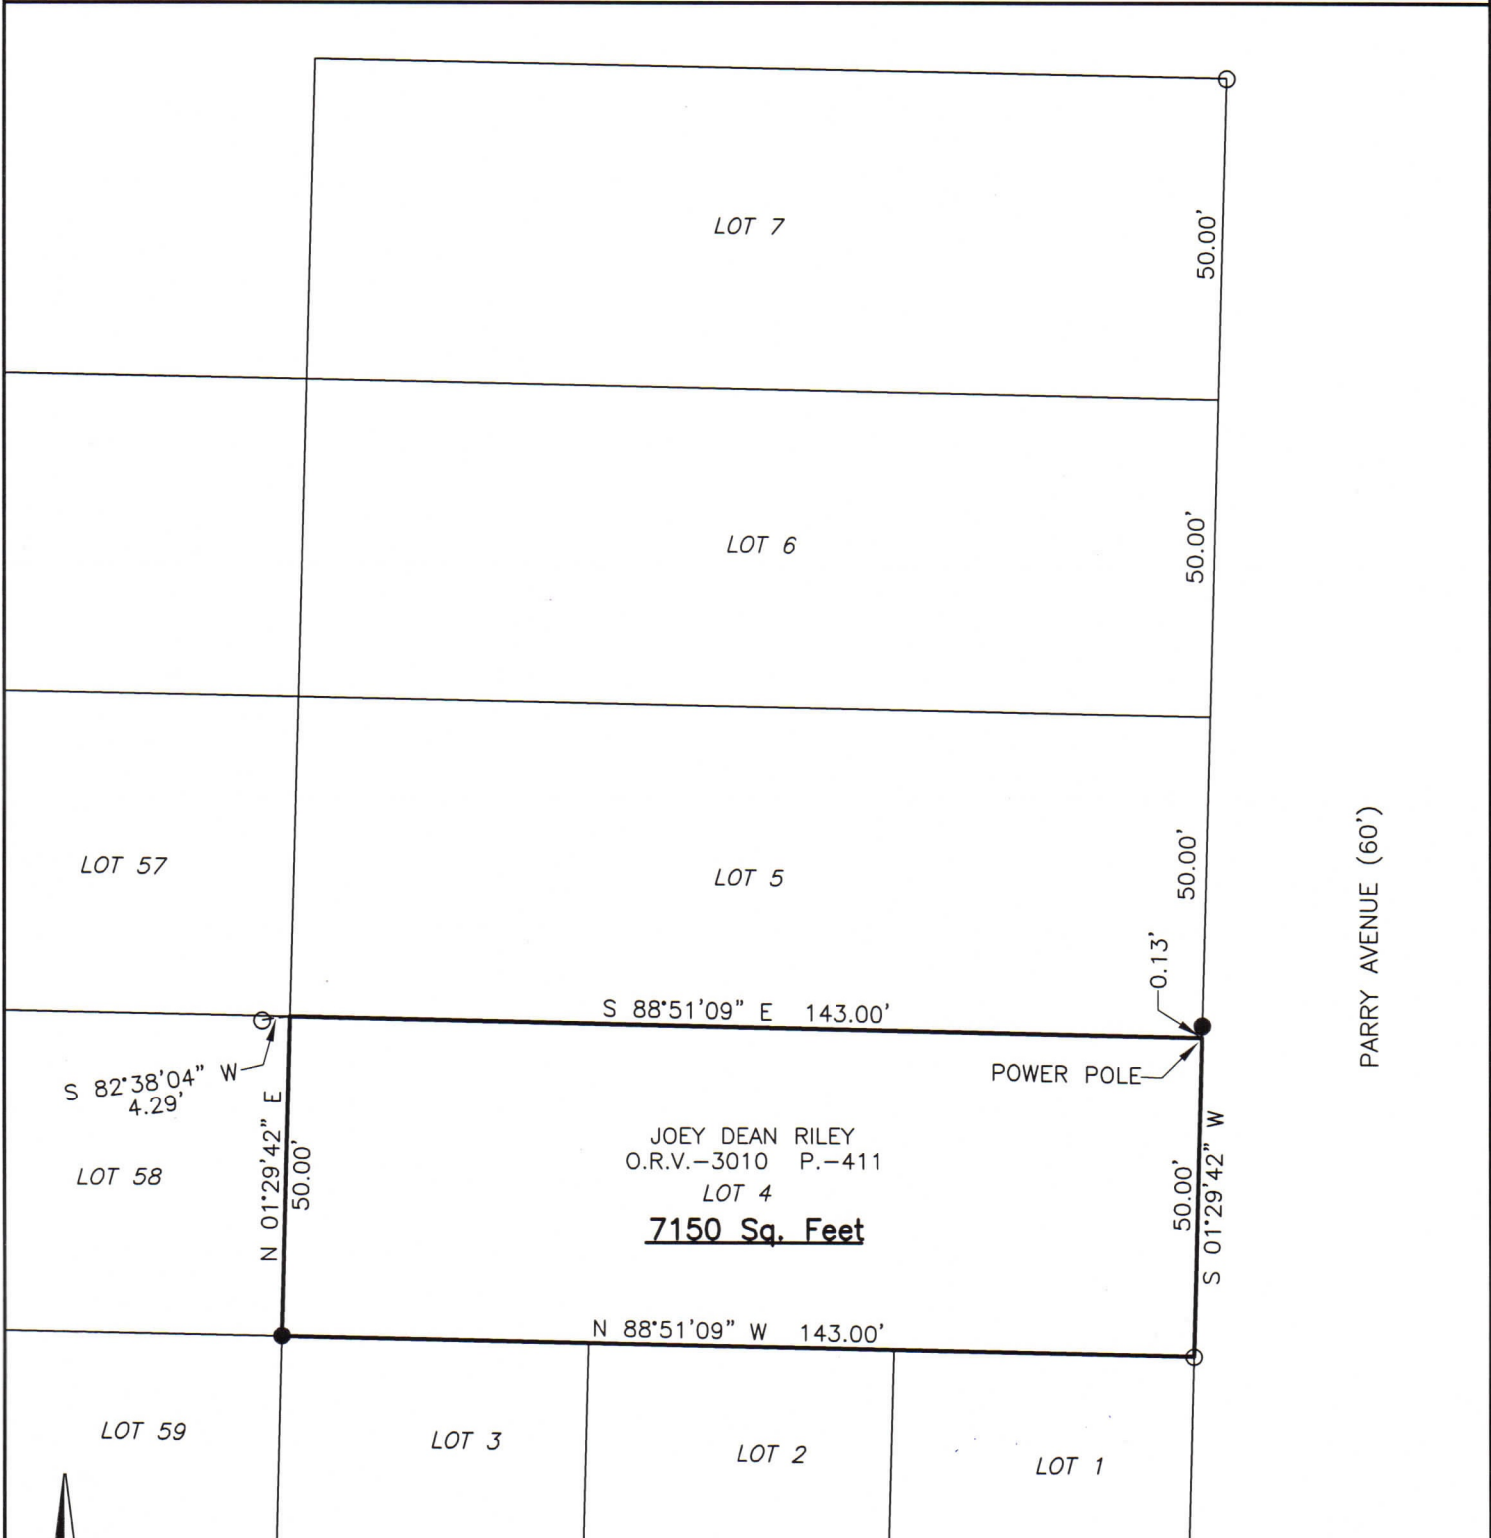 LOT 7
50.00'
LOT 6
50.00'
LOT 57
LOT 5
50.00'
PARRY AVENUE (60')
0.13'
S 88°51'09" E 143.00'
POWER POLE
S 82°38'04" W
4.29'
N 01°29'42" E
50.00'
LOT 58
JOEY DEAN RILEY
O.R.V.-3010 P.-411
LOT 4
7150 Sq. Feet
50.00'
S 01°29'42" W
N 88°51'09" W 143.00'
LOT 59
LOT 3
LOT 2
LOT 1